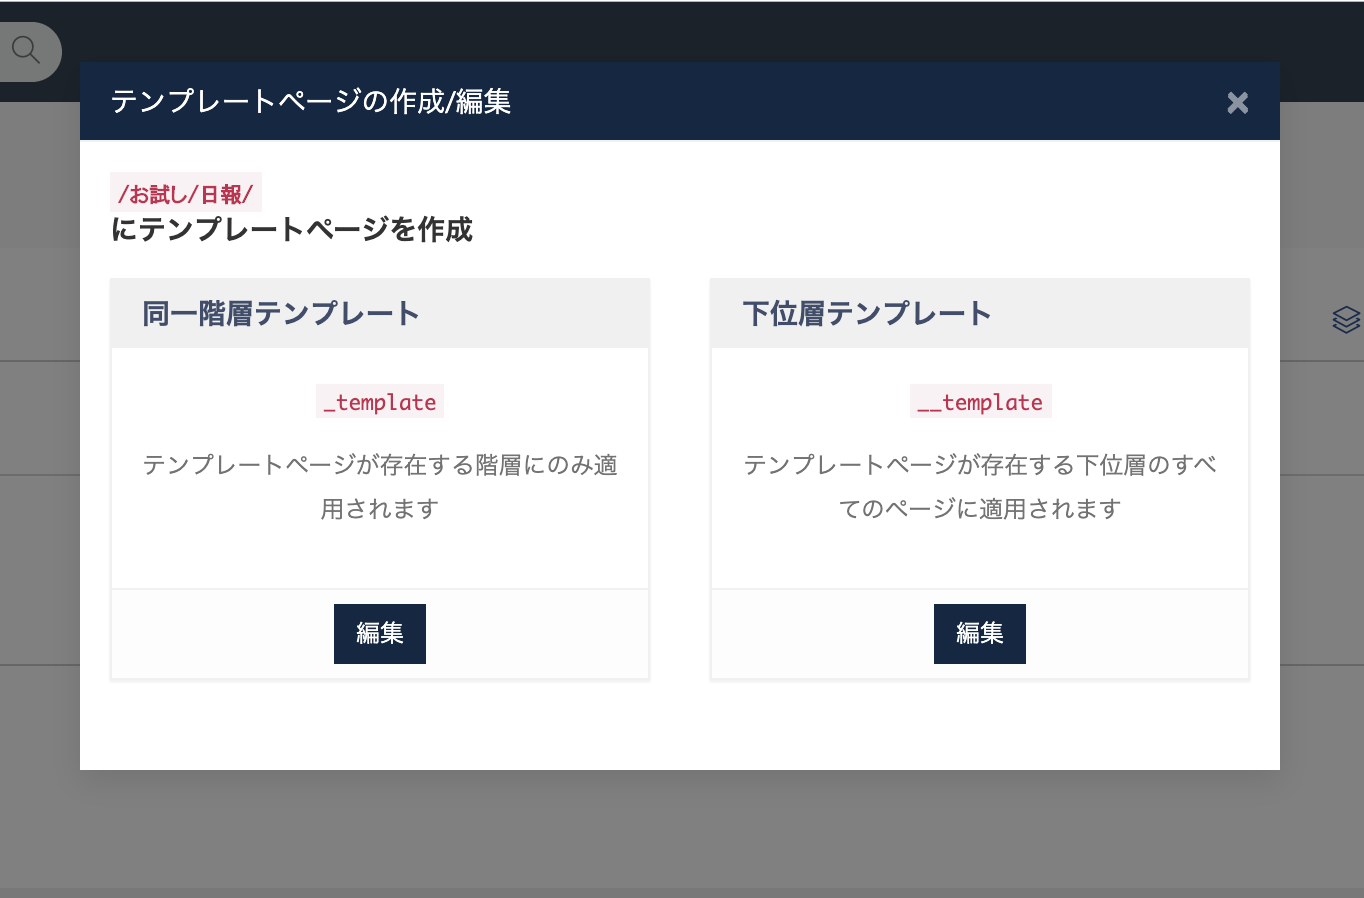 テンプレートページの作成/編集
/お試し/日報/
にテンプレートページを作成
同一階層テンプレート
_template
テンプレートページが存在する階層にのみ適
用されます
編集
下位層テンプレート
__template
テンプレートページが存在する下位層のすべ
てのページに適用されます
編集